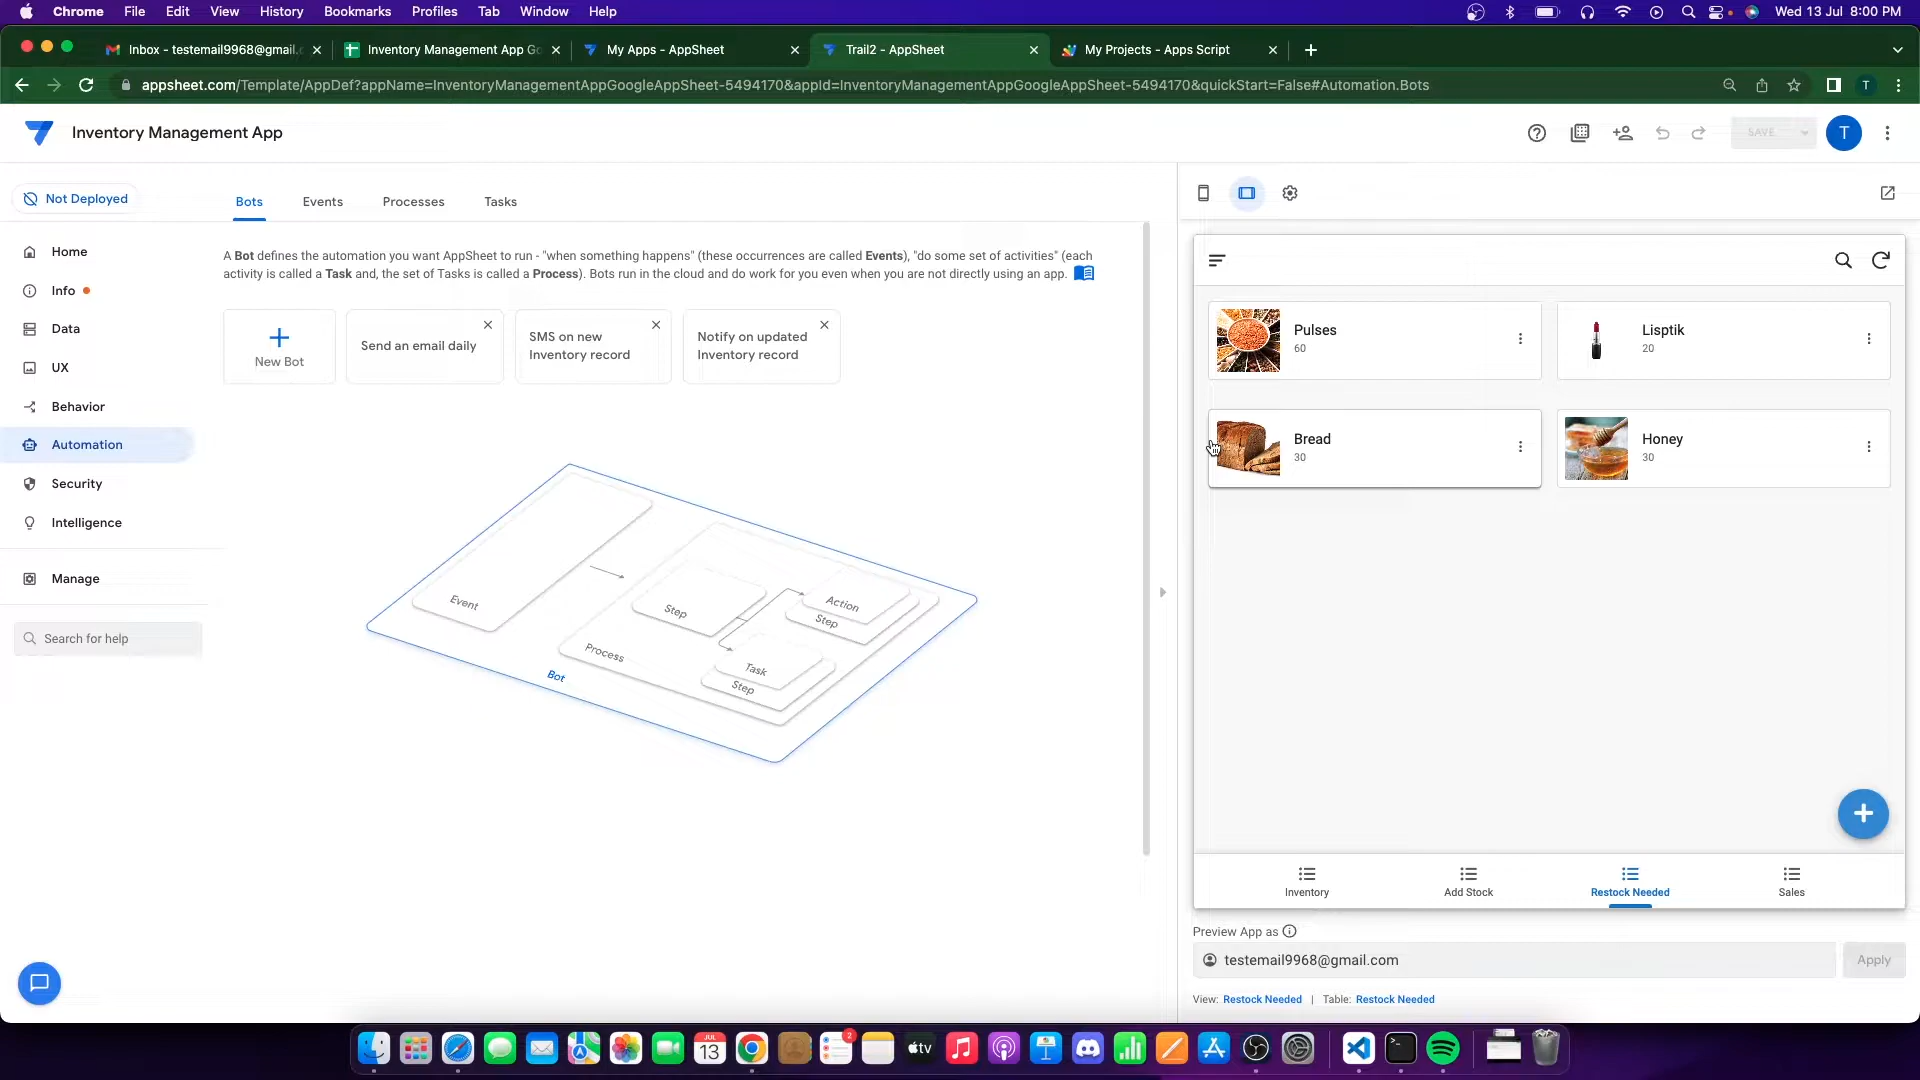 Chrome File Edit View History Bookmarks Profiles Tab Window Help Wed 13 Jul 8:00 PM
Inbox - testemail9968@gmail.c Inventory Management App Go My Apps - AppSheet Trail2 - AppSheet My Projects - Apps Script
appsheet.com/Template/AppDef?appName=InventoryManagementAppGoogleAppSheet-5494170&appId=InventoryManagementAppGoogleAppSheet-5494170&quickStart=False#Automation.Bots T
Inventory Management App SAVE T
Not Deployed
Home
Info
Data
UX
Behavior
Automation
Security
Intelligence
Manage
Search for help
Bots Events Processes Tasks
A Bot defines the automation you want AppSheet to run - "when something happens" (these occurrences are called Events), "do some set of activities" (each
activity is called a Task and, the set of Tasks is called a Process). Bots run in the cloud and do work for you even when you are not directly using an app.
New Bot
Send an email daily
SMS on new
Inventory record
Notify on updated
Inventory record
Event
Step
Action
Step
Process
Task
Step
Bot
Pulses
60
Lisptik
20
Bread
30
Honey
30
Inventory Add Stock Restock Needed Sales
Preview App as
testemail9968@gmail.com Apply
View: Restock Needed | Table: Restock Needed
JUL
13
2
tv